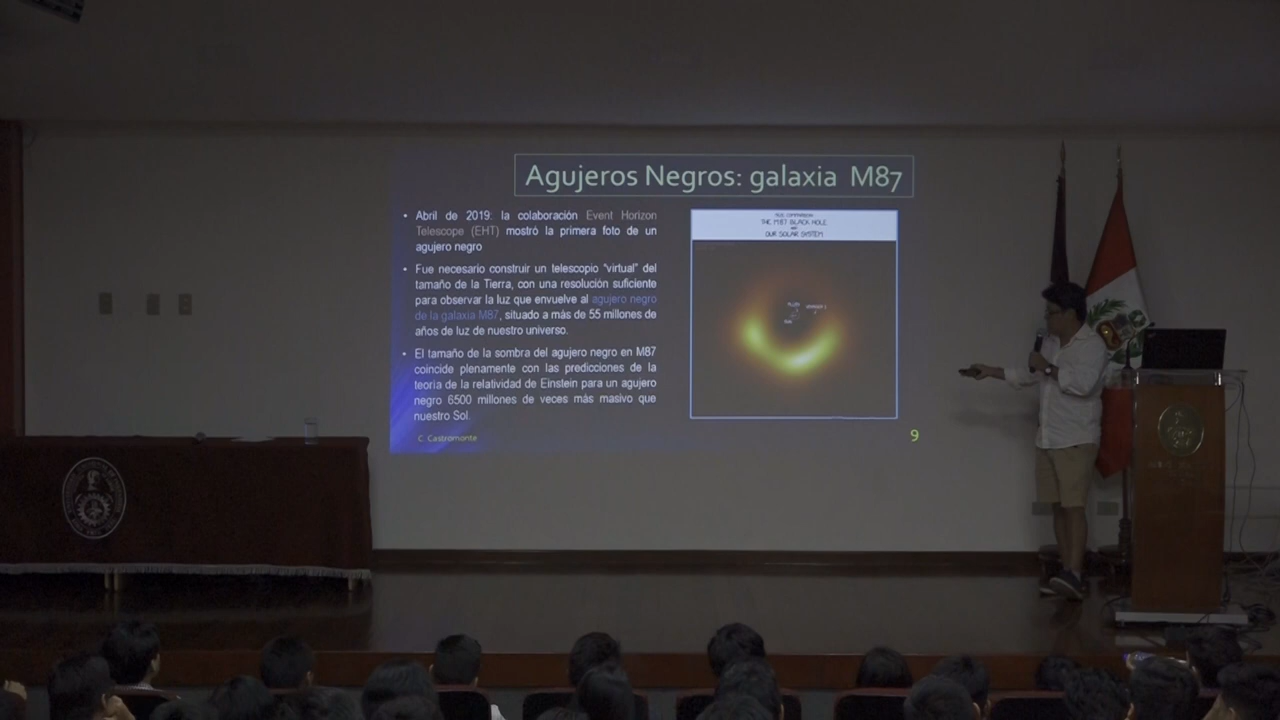 Agujeros Negros: galaxia M87
• Abril de 2019: la colaboración Event Horizon
Telescope (EHT) mostró la primera foto de un
agujero negro
• Fue necesario construir un telescopio "virtual" del
tamaño de la Tierra, con una resolución suficiente
para observar la luz que envuelve al agujero negro
de la galaxia M87, situado a más de 55 millones de
años de luz de nuestro universo.
• El tamaño de la sombra del agujero negro en M87
coincide plenamente con las predicciones de la
teoria de la relatividad de Einstein para un agujero
negro 6500 millones de veces más masivo que
nuestro Sol.
SIZE COMPARISON:
THE M87 BLACK HOLE
AND
OUR SOLAR SYSTEM
C. Castromonte
9